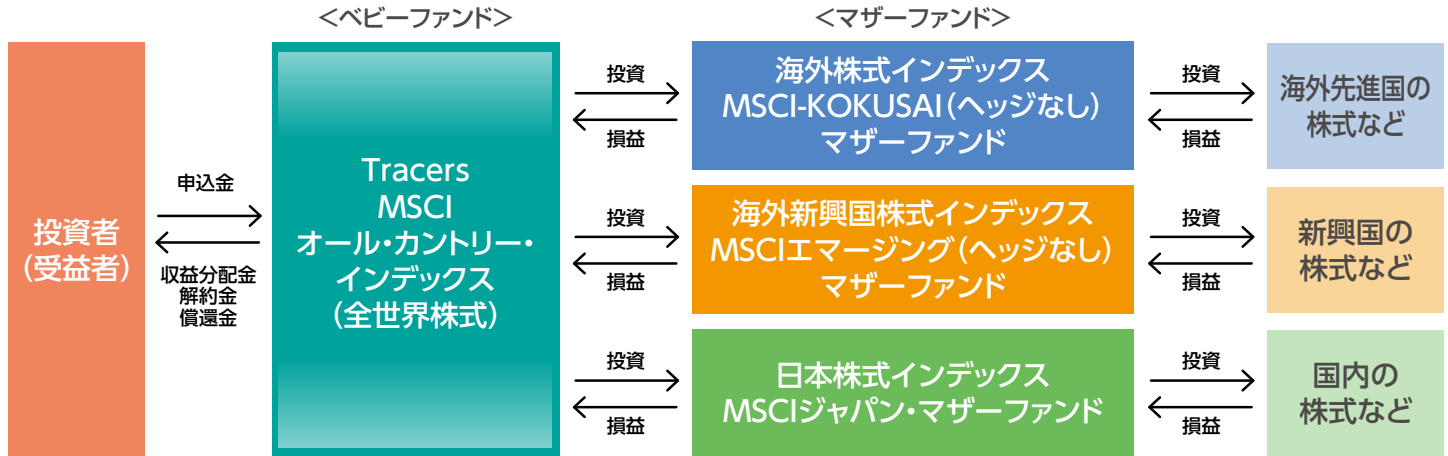 <ベビーファンド>
<マザーファンド>
投資者
(受益者)
申込金
収益分配金
解約金
償還金
Tracers
MSCI
オール・カントリー・
インデックス
(全世界株式)
投資
損益
海外株式インデックス
MSCI-KOKUSAI(ヘッジなし)
マザーファンド
投資
損益
海外先進国の
株式など
投資
損益
海外新興国株式インデックス
MSCIエマージング(ヘッジなし)
マザーファンド
投資
損益
新興国の
株式など
投資
損益
日本株式インデックス
MSCIジャパン・マザーファンド
投資
損益
国内の
株式など